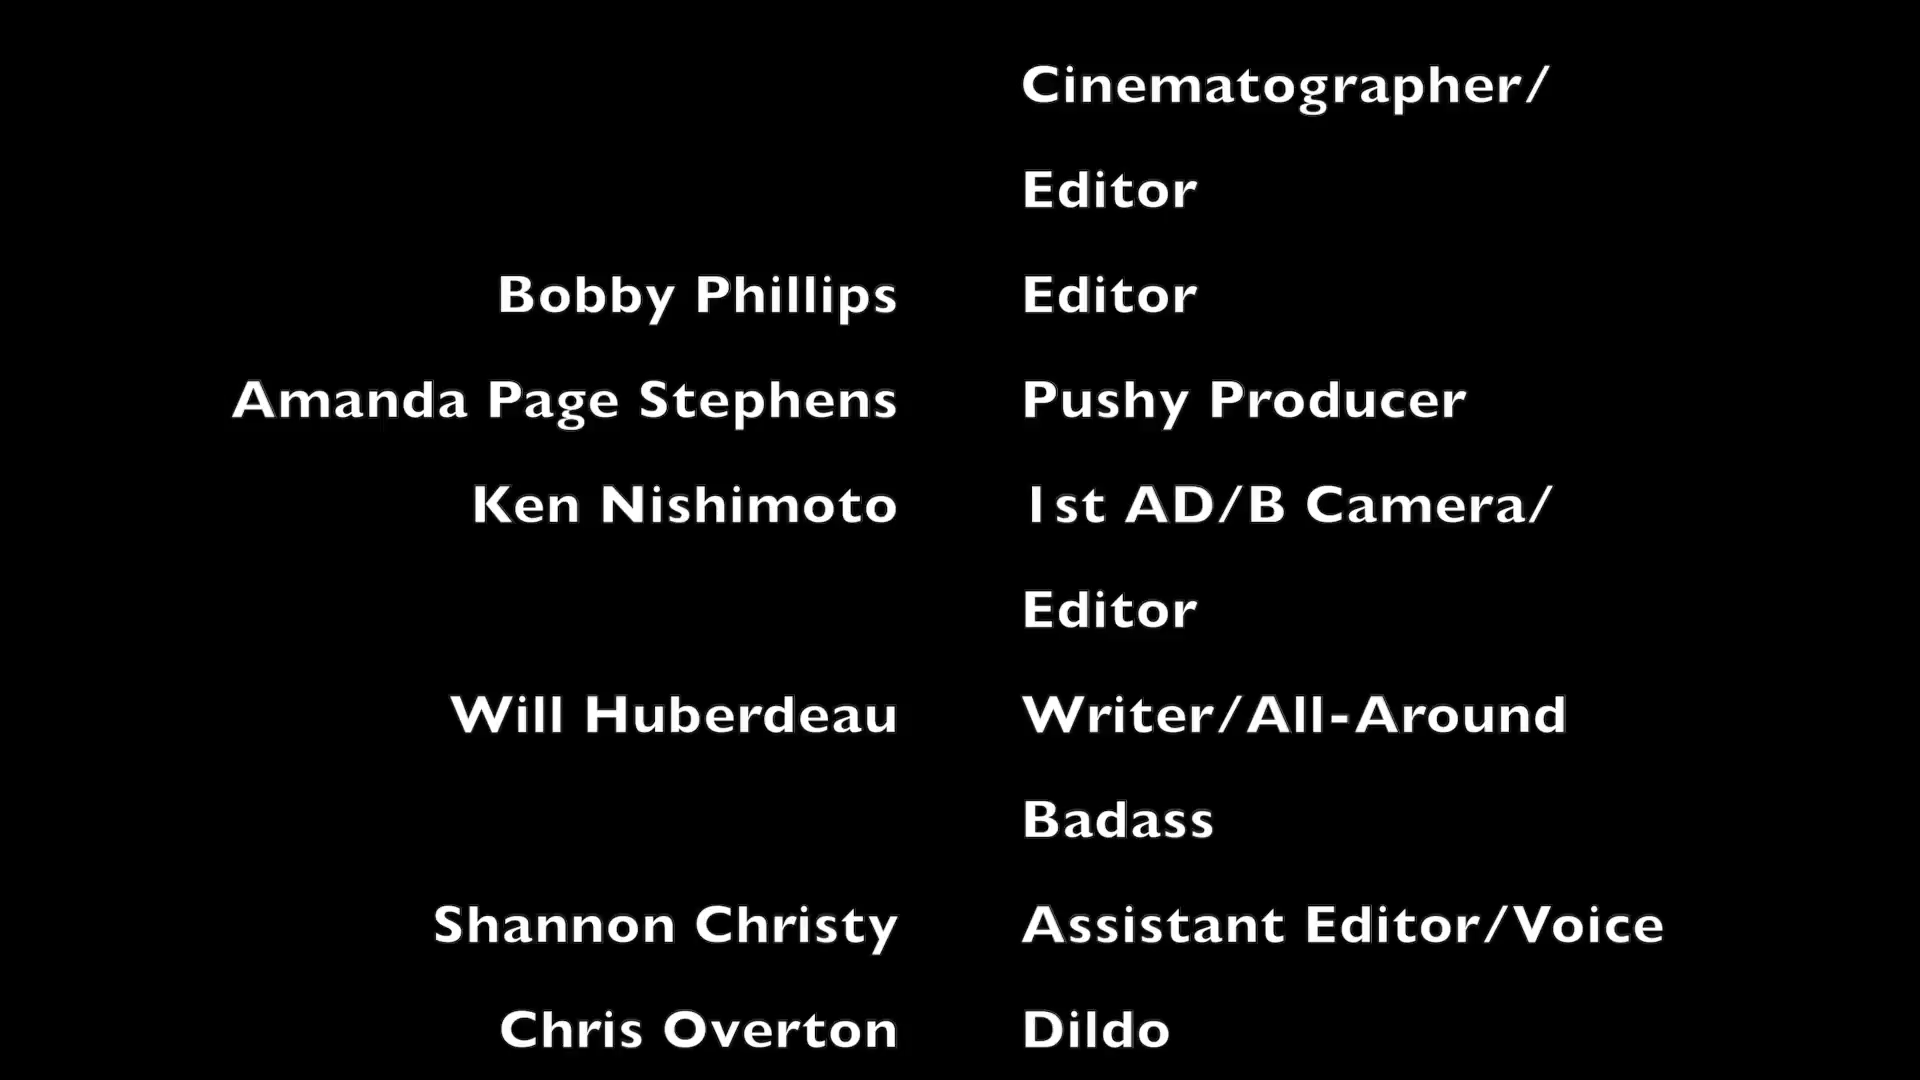 Cinematographer/
Editor
Bobby Phillips Editor
Amanda Page Stephens Pushy Producer
Ken Nishimoto 1st AD/B Camera/
Editor
Will Huberdeau Writer/All-Around
Badass
Shannon Christy Assistant Editor/Voice
Chris Overton Dildo